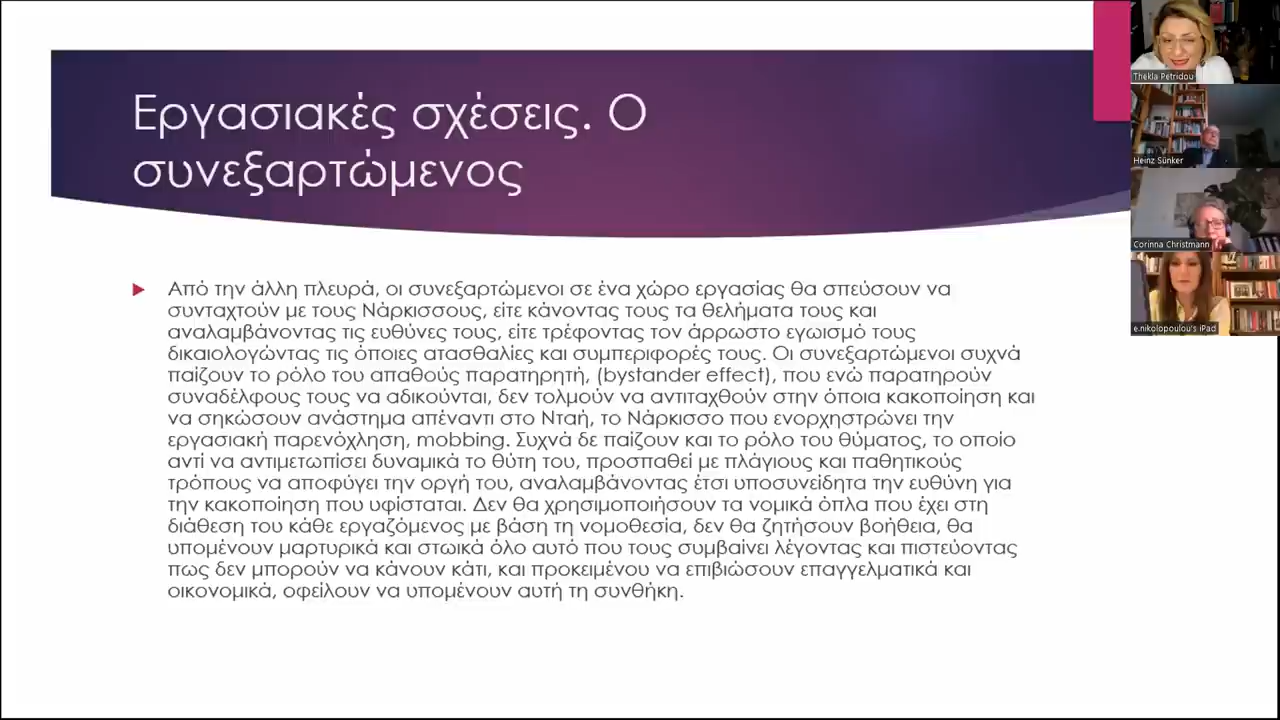 Εργασιακές σχέσεις. Ο
συνεξαρτώμενος
Από την άλλη πλευρά, οι συνεξαρτώμενοι σε ένα χώρο εργασίας θα σπεύσουν να
συνταχτούν με τους Νάρκισσους, είτε κάνοντας τους τα θελήματα τους και
αναλαμβάνοντας τις ευθύνες τους, είτε τρέφοντας τον άρρωστο εγωισμό τους
δικαιολογώντας τις όποιες ατασθαλίες και συμπεριφορές τους. Οι συνεξαρτώμενοι συχνά
παίζουν το ρόλο του απαθούς παρατηρητή, (bystander effect), που ενώ παρατηρούν
συναδέλφους τους να αδικούνται, δεν τολμούν να αντιταχθούν στην όποια κακοποίηση και
να σηκώσουν ανάστημα απέναντι στο Νταή, το Νάρκισσο που ενορχηστρώνει την
εργασιακή παρενόχληση, mobbing. Συχνά δε παίζουν και το ρόλο του θύματος, το οποίο
αντί να αντιμετωπίσει δυναμικά το θύτη του, προσπαθεί με πλάγιους και παθητικούς
τρόπους να αποφύγει την οργή του, αναλαμβάνοντας έτσι υποσυνείδητα την ευθύνη για
την κακοποίηση που υφίσταται. Δεν θα χρησιμοποιήσουν τα νομικά όπλα που έχει στη
διάθεση του κάθε εργαζόμενος με βάση τη νομοθεσία, δεν θα ζητήσουν βοήθεια, θα
υπομένουν μαρτυρικά και στωικά όλο αυτό που τους συμβαίνει λέγοντας και πιστεύοντας
πως δεν μπορούν να κάνουν κάτι, και προκειμένου να επιβιώσουν επαγγελματικά και
οικονομικά, οφείλουν να υπομένουν αυτή τη συνθήκη.
Thekla Petridou
Heinz Sünker
Corinna Christmann
e.nikolopoulou's iPad